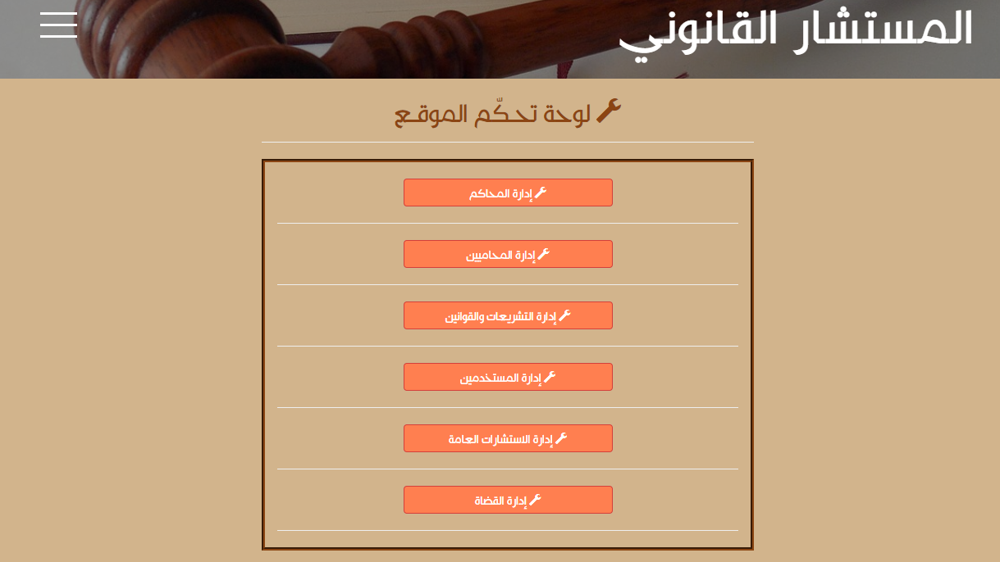 المستشار القانوني
لوحة تحكّم الموقع
إدارة المحاكم
إدارة المحاميين
إدارة التشريعات والقوانين
إدارة المستخدمين
إدارة الاستشارات العامة
إدارة القضاة